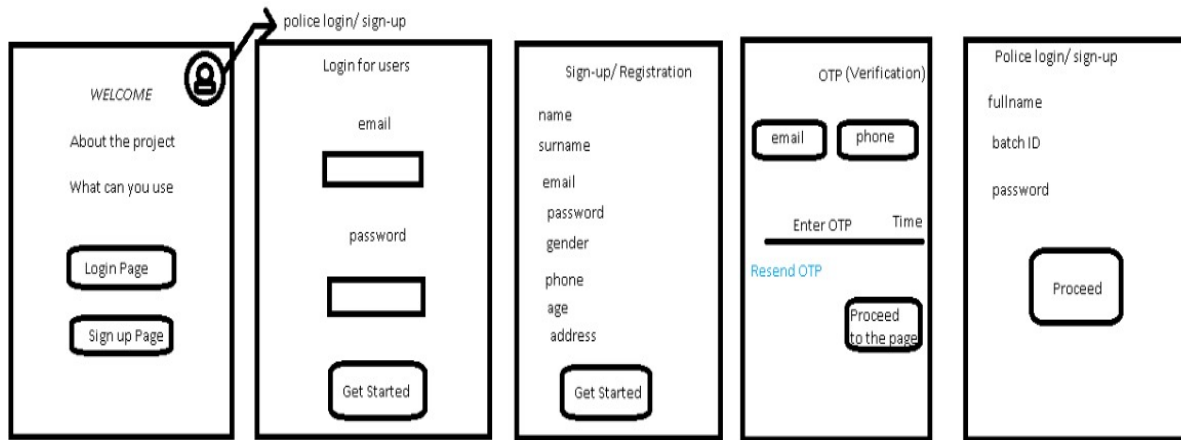 police login/ sign-up
WELCOME
About the project
What can you use
Login Page
Sign up Page
Login for users
email
password
Get Started
Sign-up/ Registration
name
surname
email
password
gender
phone
age
address
Get Started
OTP (Verification)
email
phone
Enter OTP
Time
Resend OTP
Proceed
to the page
Police login/ sign-up
fullname
batch ID
password
Proceed